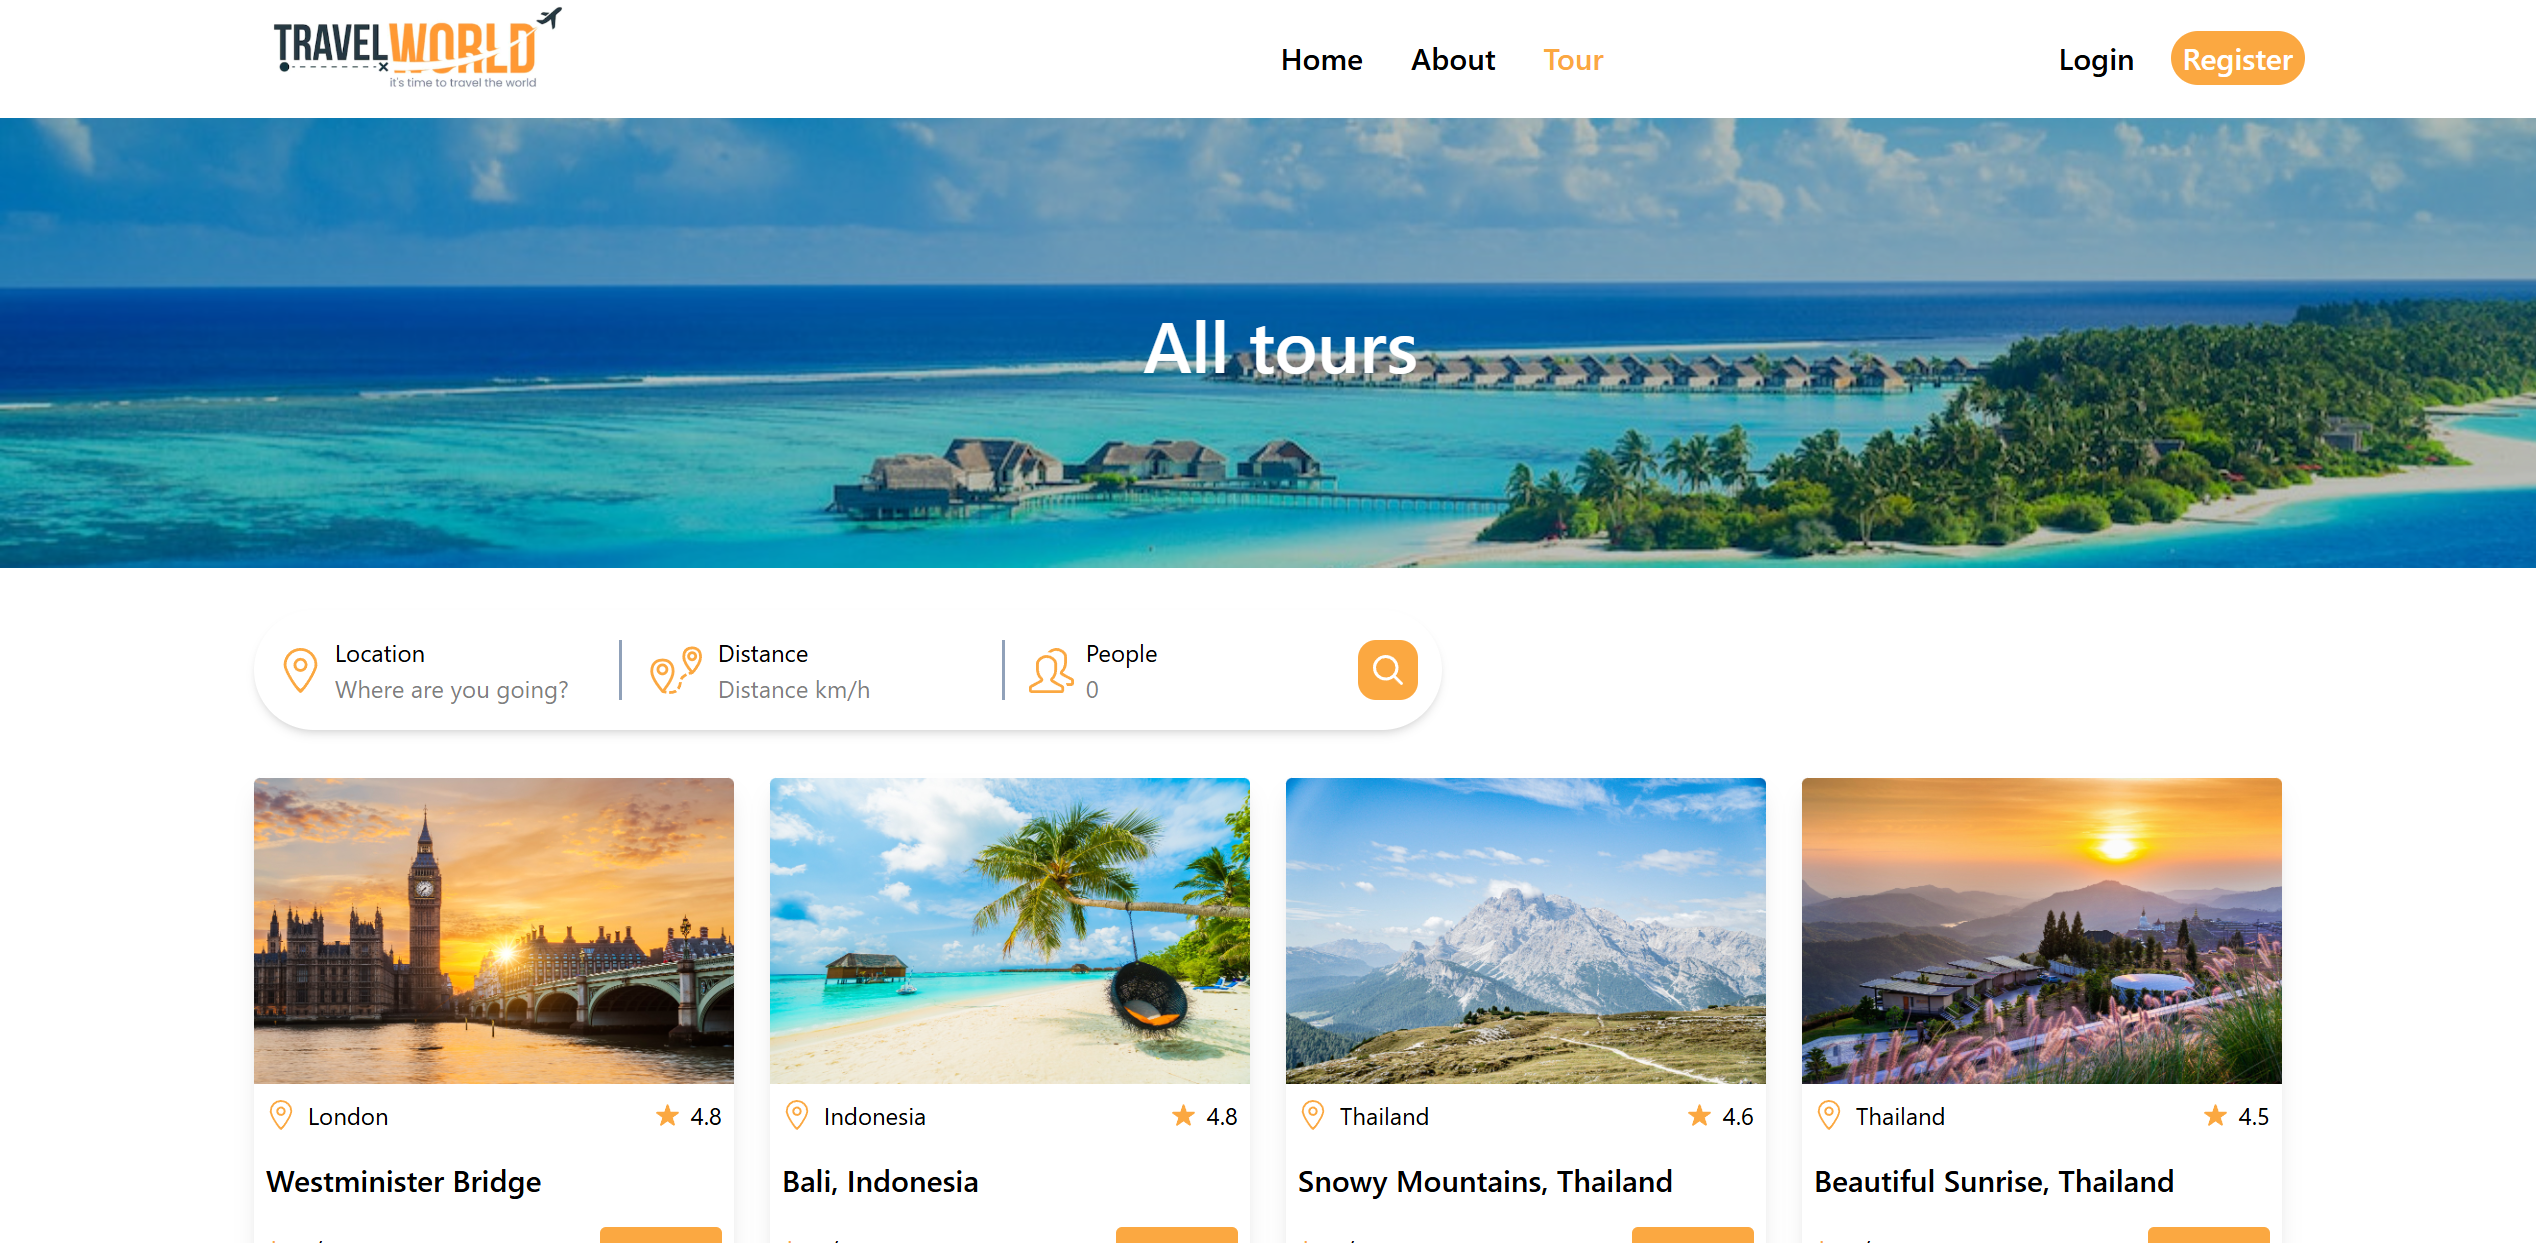 TRAVELWORLD
it's time to travel the world
Home About Tour
Login Register
All tours
Location Distance People
Where are you going? Distance km/h 0
London 4.8 Indonesia 4.8 Thailand 4.6 Thailand 4.5
Westminister Bridge Bali, Indonesia Snowy Mountains, Thailand Beautiful Sunrise, Thailand